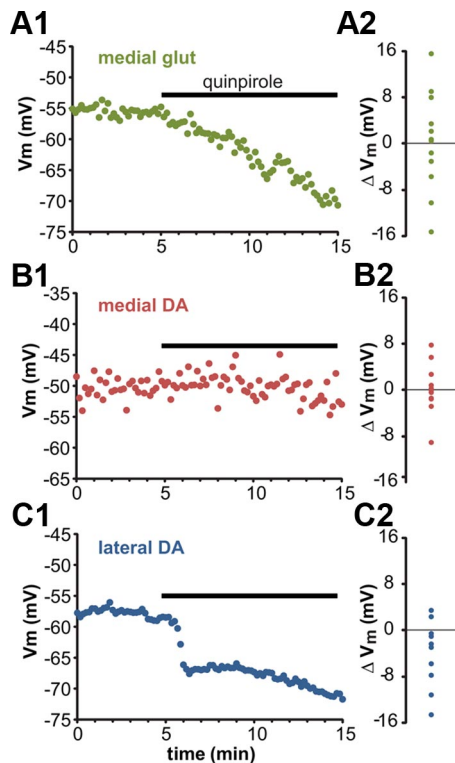 A1
A2
medial glut
quinpirole
Vm (mV)
-45
-50
-55
-60
-65
-70
-75
0
5
10
15
Δ Vm (mV)
16
8
0
-8
-16
B1
B2
medial DA
Vm (mV)
-35
-40
-45
-50
-55
-60
-65
0
5
10
15
Δ Vm (mV)
16
8
0
-8
-16
C1
C2
lateral DA
Vm (mV)
-45
-50
-55
-60
-65
-70
-75
0
5
10
15
time (min)
Δ Vm (mV)
16
8
0
-8
-16